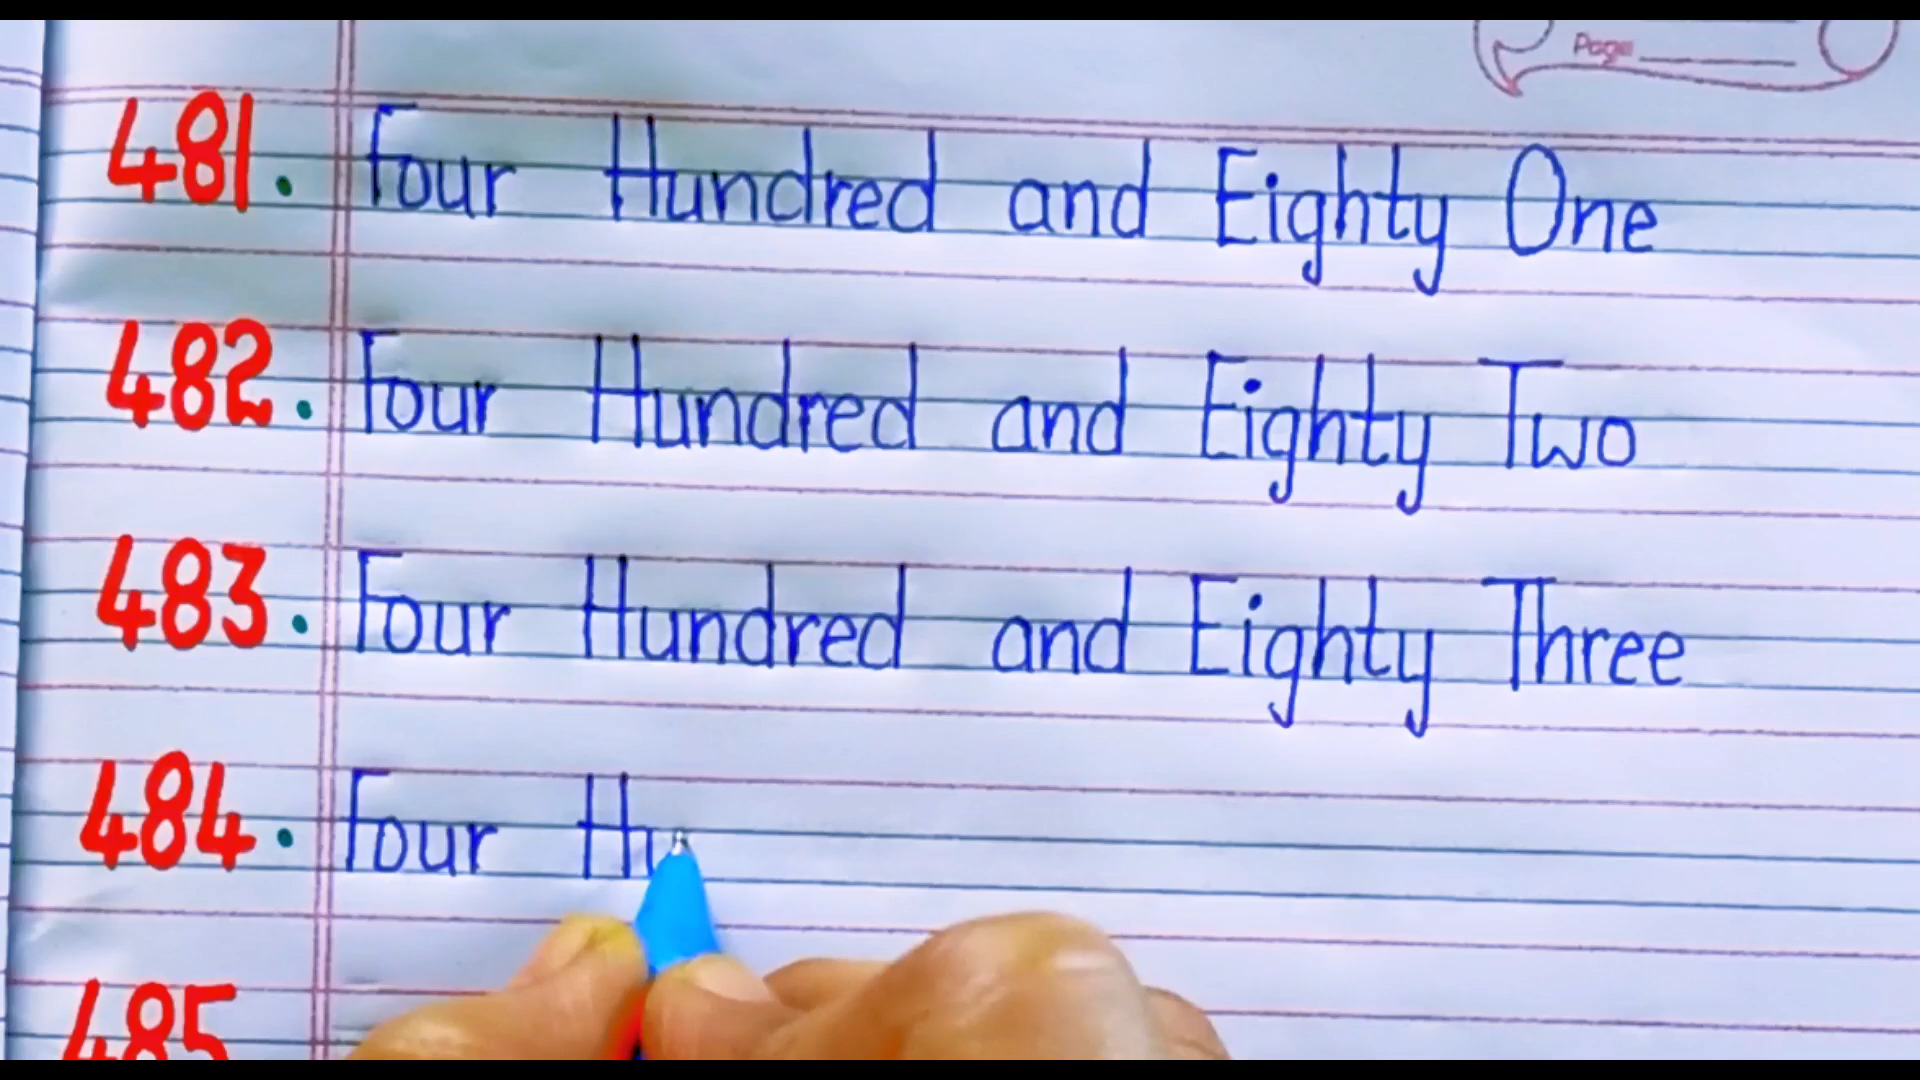 Page
481. Four Hundred and Eighty One
482. Four Hundred and Eighty Two
483. Four Hundred and Eighty Three
484. Four Hu
485